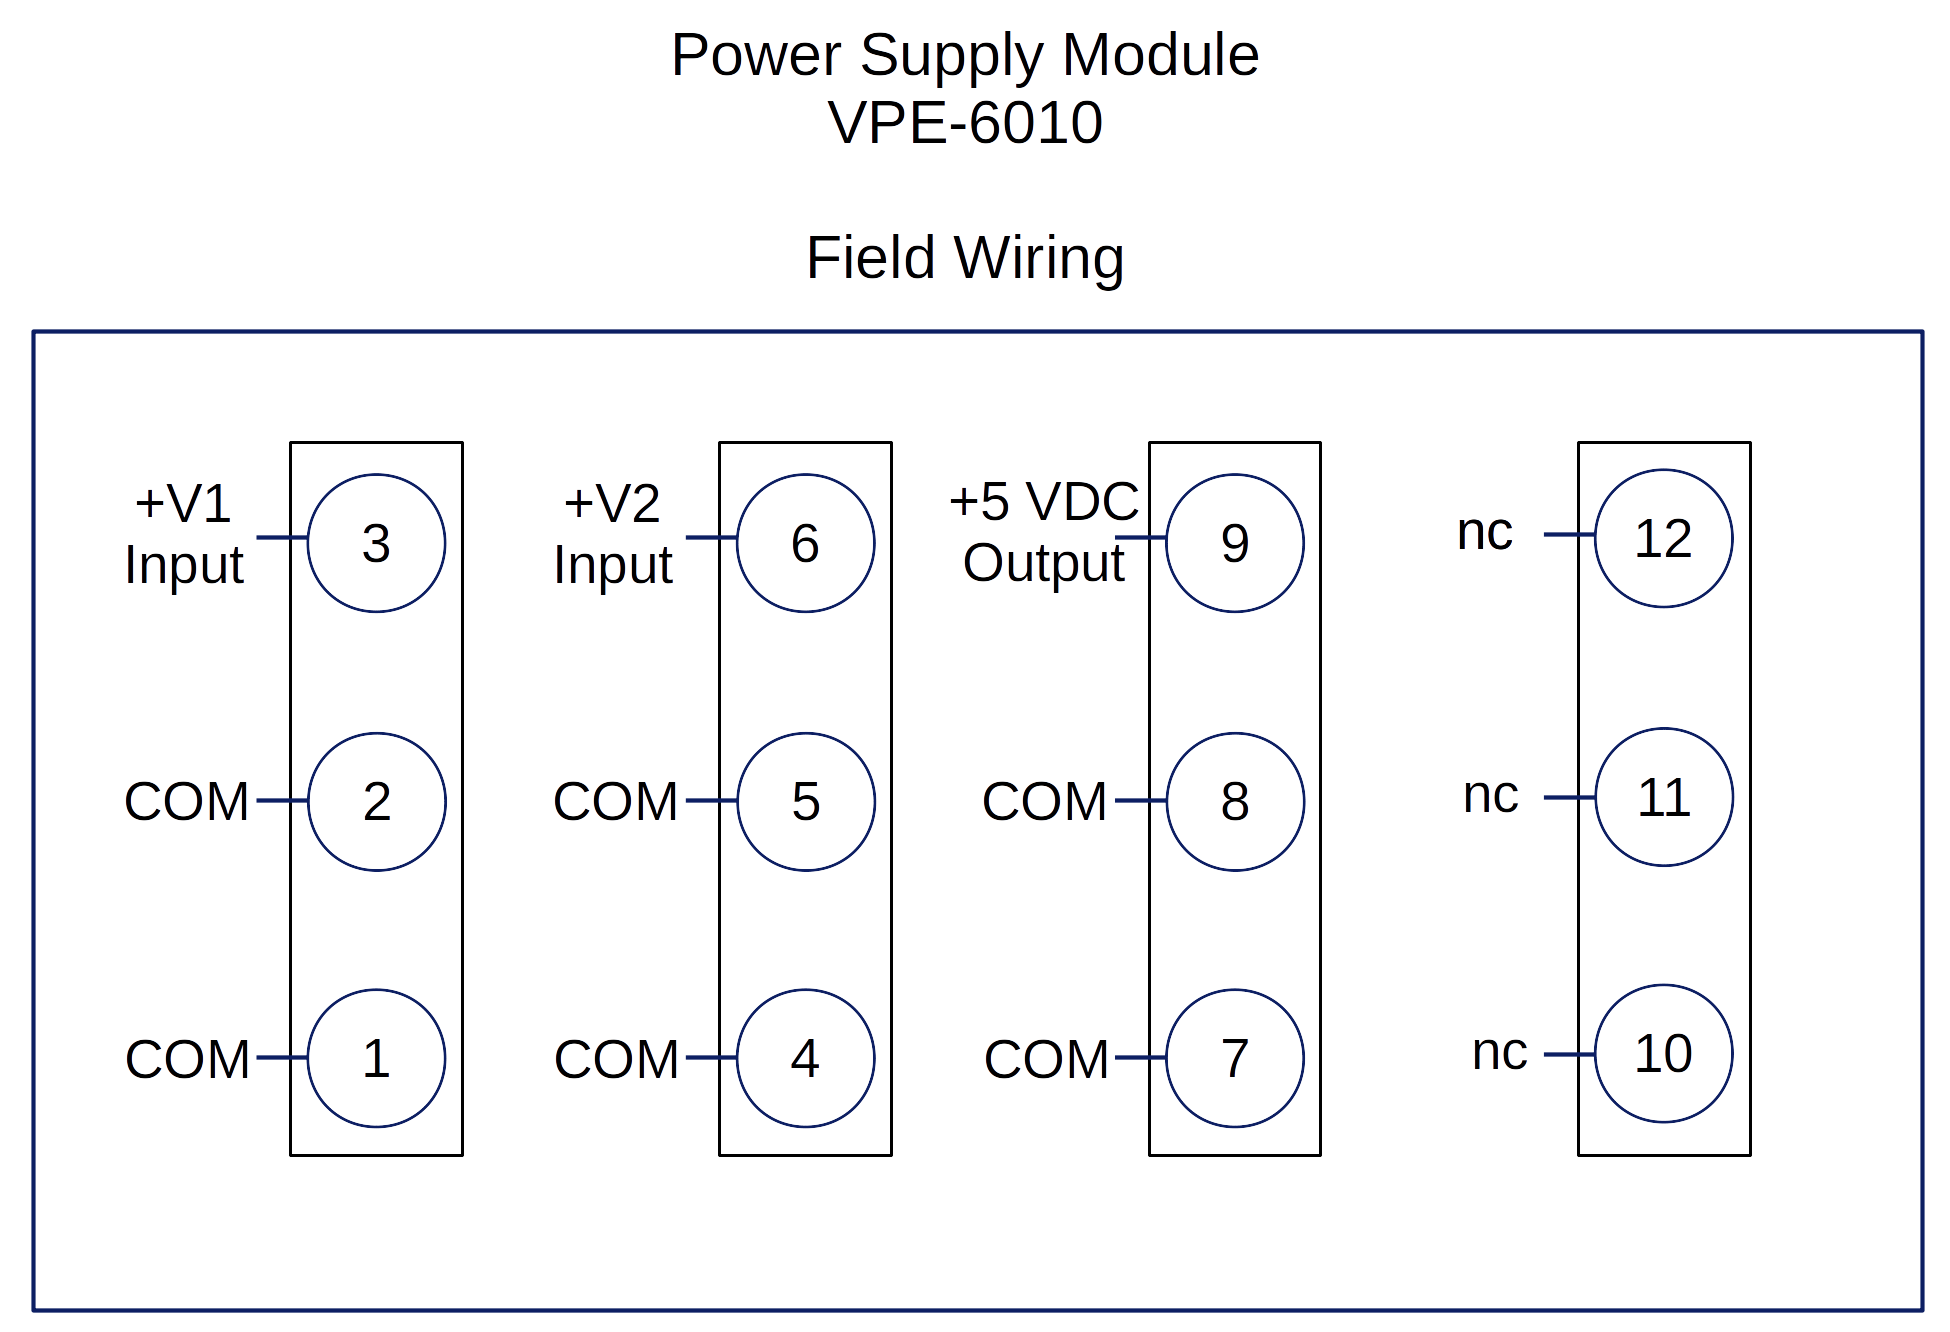 Power Supply Module
VPE-6010
Field Wiring
+V1
Input
3
+V2
Input
6
+5 VDC
Output
9
nc
12
COM
2
COM
5
COM
8
nc
11
COM
1
COM
4
COM
7
nc
10